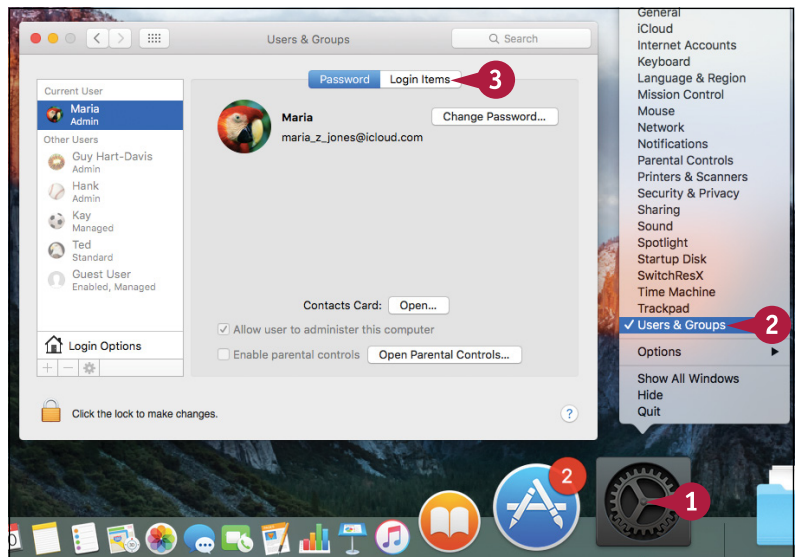 Users & Groups
Search
Password
Login Items
3
Current User
Maria
Admin
Other Users
Guy Hart-Davis
Admin
Hank
Admin
Kay
Managed
Ted
Standard
Guest User
Enabled, Managed
Login Options
Maria
maria_z_jones@icloud.com
Change Password...
Contacts Card:
Open...
Allow user to administer this computer
Enable parental controls
Open Parental Controls...
Click the lock to make changes.
?
General
iCloud
Internet Accounts
Keyboard
Language & Region
Mission Control
Mouse
Network
Notifications
Parental Controls
Printers & Scanners
Security & Privacy
Sharing
Sound
Spotlight
Startup Disk
SwitchResX
Time Machine
Trackpad
Users & Groups
2
Options
Show All Windows
Hide
Quit
2
1